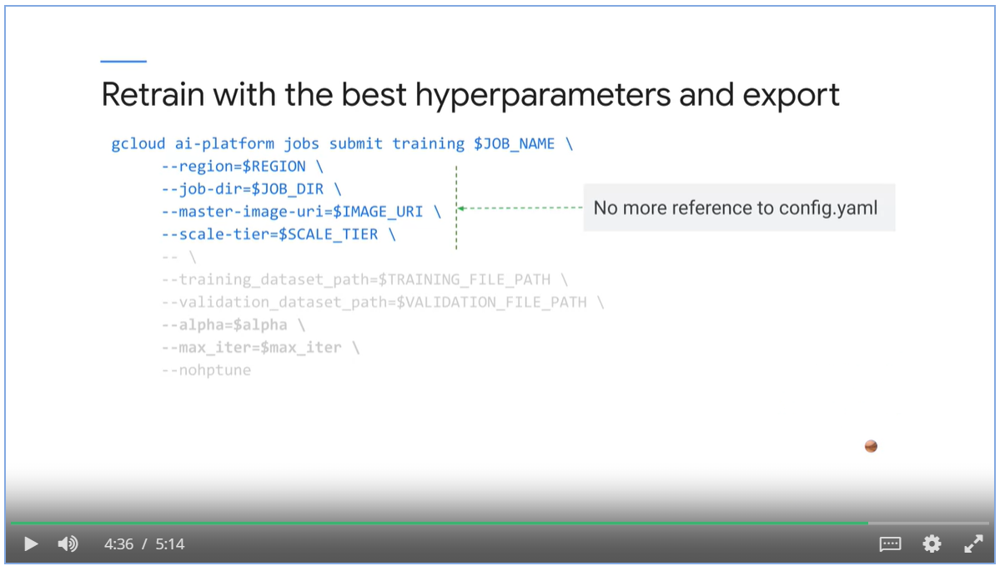 Retrain with the best hyperparameters and export
gcloud ai-platform jobs submit training $JOB_NAME \
--region=$REGION \
--job-dir=$JOB_DIR \
--master-image-uri=$IMAGE_URI \
--scale-tier=$SCALE_TIER \
No more reference to config.yaml
-- \
--training_dataset_path=$TRAINING_FILE_PATH \
--validation_dataset_path=$VALIDATION_FILE_PATH \
--alpha=$alpha \
--max_iter=$max_iter \
--nohptune
4:36 / 5:14